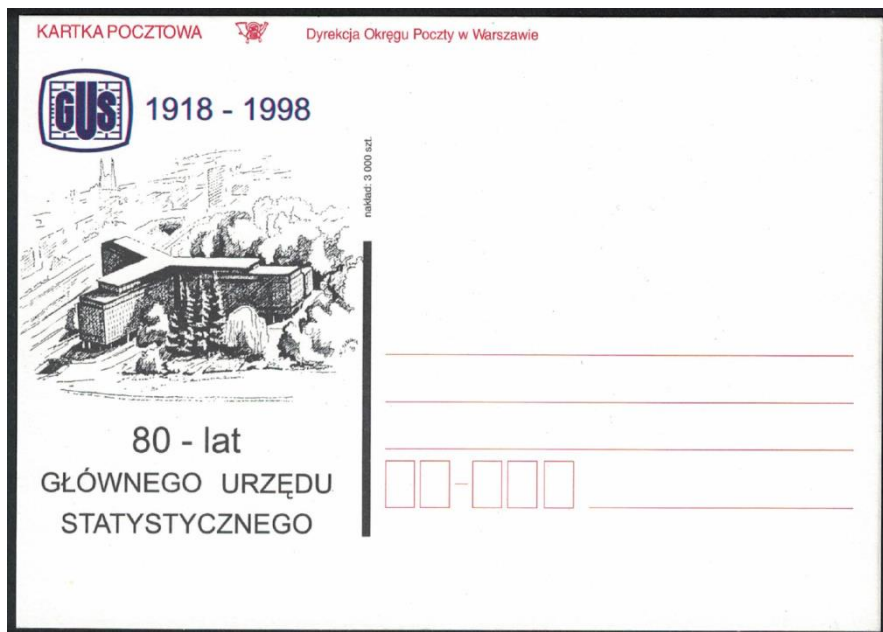 KARTKA POCZTOWA
Dyrekcja Okręgu Poczty w Warszawie
GUS 1918 - 1998
nakład: 3 000 szt.
80 - lat
GŁÓWNEGO URZĘDU
STATYSTYCZNEGO